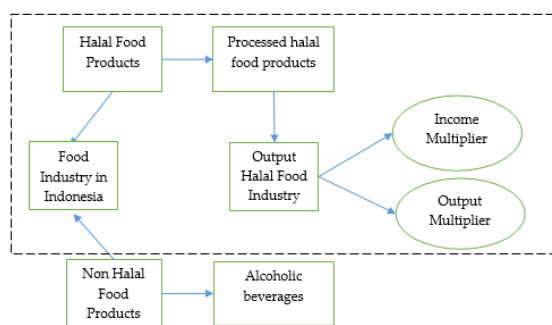 Halal Food
Products
Processed halal
food products
Income
Multiplier
Food
Industry in
Indonesia
Output
Halal Food
Industry
Output
Multiplier
Non Halal
Food
Products
Alcoholic
beverages